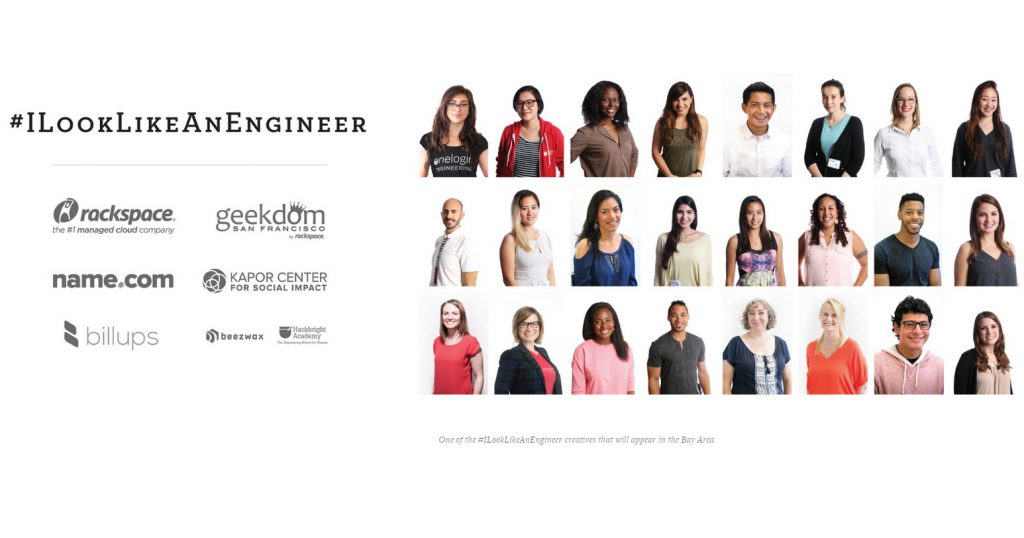 #ILookLikeAnEngineer
rackspace®
the #1 managed cloud company
geekdom
SAN FRANCISCO
by rackspace
name.com
KAPOR CENTER
FOR SOCIAL IMPACT
billups
beezwax
Hackbright
Academy
The Engineering School for Women
nelogin
NGINEERING
One of the #ILookLikeAnEngineer creatives that will appear in the Bay Area